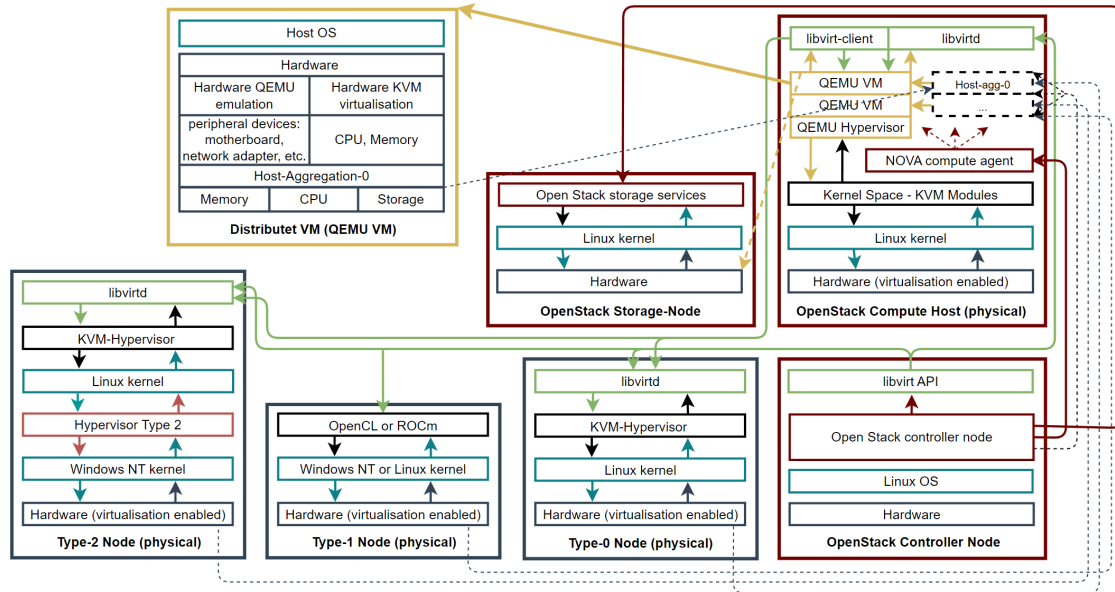 Host OS
Hardware
Hardware QEMU
emulation
Hardware KVM
virtualisation
peripheral devices:
motherboard,
network adapter, etc.
CPU, Memory
Host-Aggregation-0
Memory
CPU
Storage
Distributet VM (QEMU VM)
Open Stack storage services
Linux kernel
Hardware
OpenStack Storage-Node
libvirt-client
libvirtd
QEMU VM
QEMU VM
QEMU Hypervisor
Host-agg-0
...
NOVA compute agent
Kernel Space - KVM Modules
Linux kernel
Hardware (virtualisation enabled)
OpenStack Compute Host (physical)
libvirtd
KVM-Hypervisor
Linux kernel
Hypervisor Type 2
Windows NT kernel
Hardware (virtualisation enabled)
Type-2 Node (physical)
OpenCL or ROCm
Windows NT or Linux kernel
Hardware (virtualisation enabled)
Type-1 Node (physical)
libvirtd
KVM-Hypervisor
Linux kernel
Hardware (virtualisation enabled)
Type-0 Node (physical)
libvirt API
Open Stack controller node
Linux OS
Hardware
OpenStack Controller Node